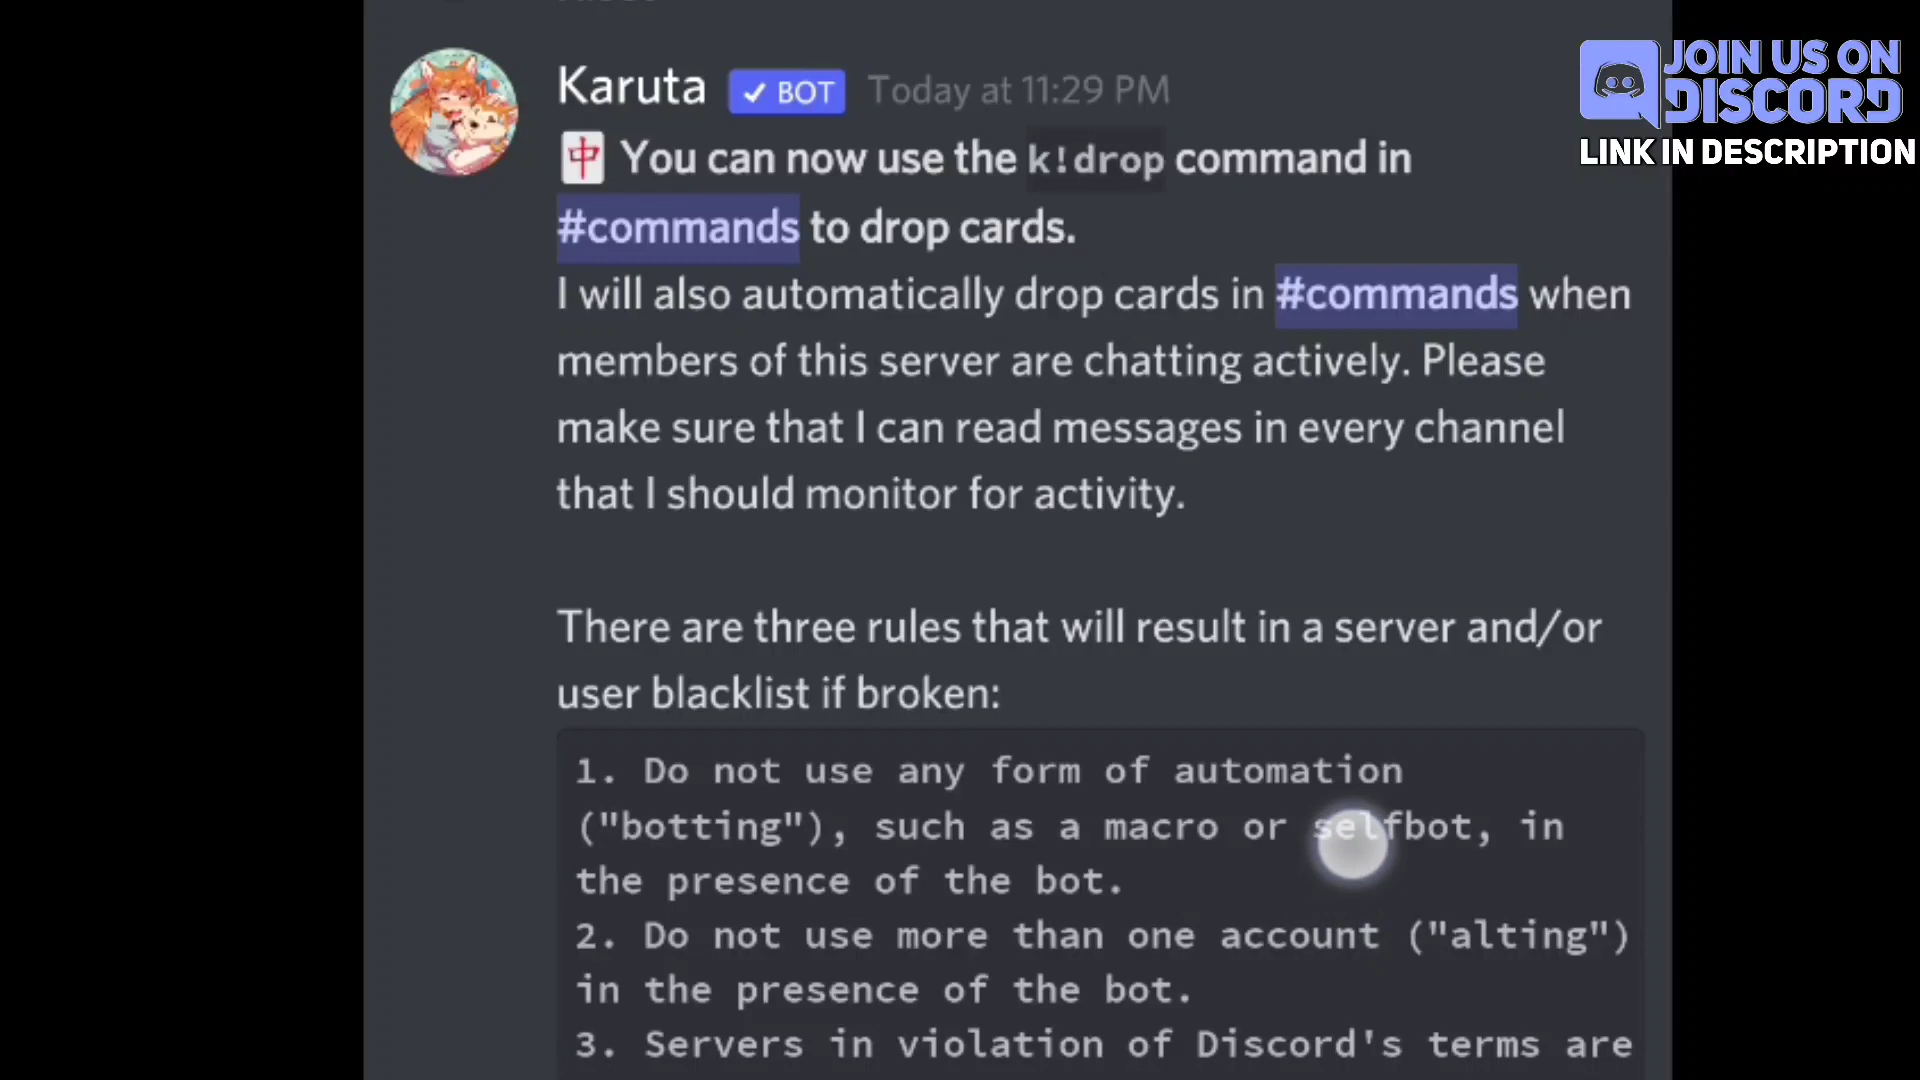 Karuta ✓ BOT Today at 11:29 PM
JOIN US ON
DISCORD
LINK IN DESCRIPTION
🀄 You can now use the k!drop command in
#commands to drop cards.
I will also automatically drop cards in #commands when
members of this server are chatting actively. Please
make sure that I can read messages in every channel
that I should monitor for activity.
There are three rules that will result in a server and/or
user blacklist if broken:
1. Do not use any form of automation
("botting"), such as a macro or selfbot, in
the presence of the bot.
2. Do not use more than one account ("alting")
in the presence of the bot.
3. Servers in violation of Discord's terms are